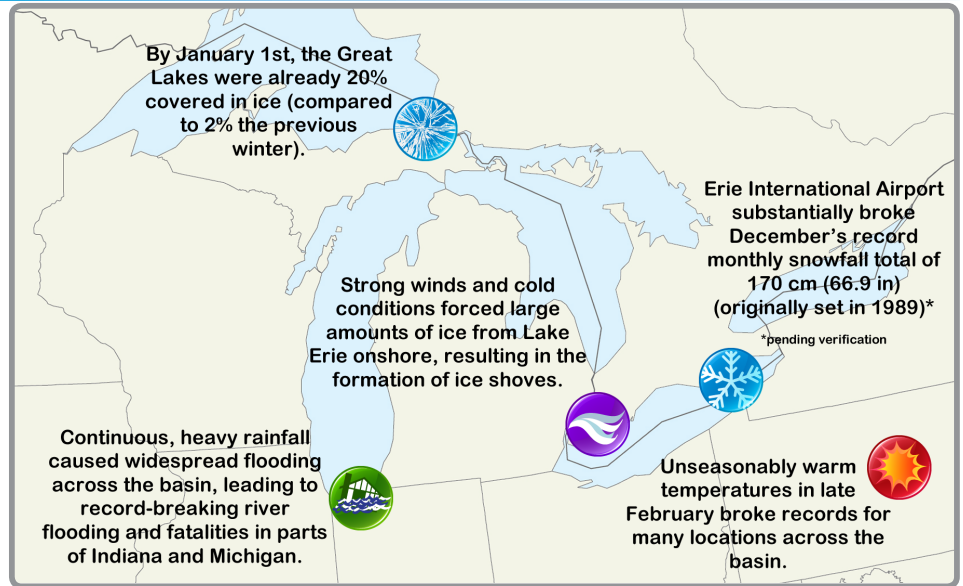 By January 1st, the Great
Lakes were already 20%
covered in ice (compared
to 2% the previous
winter).
Erie International Airport
substantially broke
December's record
monthly snowfall total of
170 cm (66.9 in)
(originally set in 1989)*
*pending verification
Strong winds and cold
conditions forced large
amounts of ice from Lake
Erie onshore, resulting in the
formation of ice shoves.
Continuous, heavy rainfall
caused widespread flooding
across the basin, leading to
record-breaking river
flooding and fatalities in parts
of Indiana and Michigan.
Unseasonably warm
temperatures in late
February broke records for
many locations across the
basin.